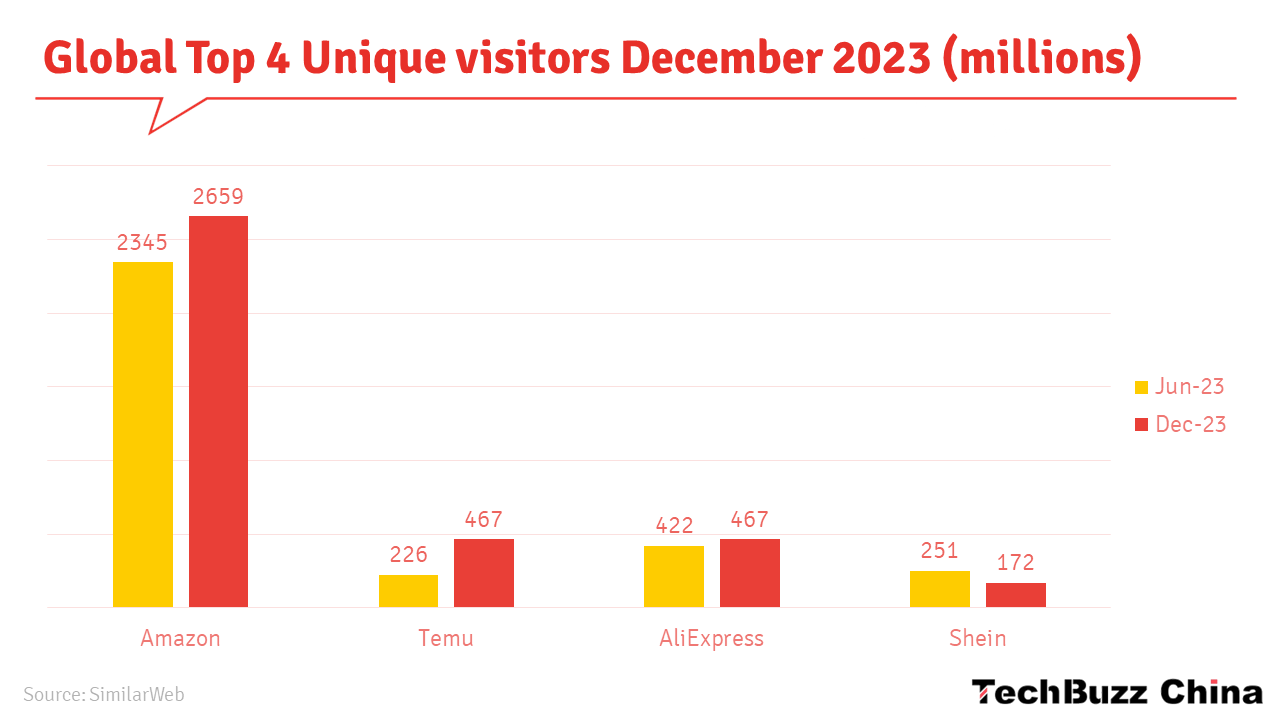 Global Top 4 Unique visitors December 2023 (millions)
2345
2659
226
467
422
467
251
172
Jun-23
Dec-23
Amazon
Temu
AliExpress
Shein
Source: SimilarWeb
TechBuzz China